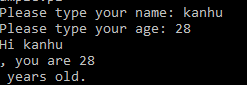 Please type your name: kanhu
Please type your age: 28
Hi kanhu
, you are 28
 years old.